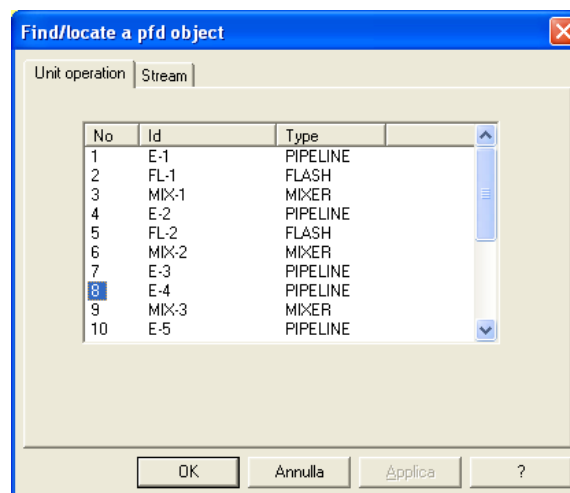 Find/locate a pfd object
Unit operation Stream
No Id Type
1 E-1 PIPELINE
2 FL-1 FLASH
3 MIX-1 MIXER
4 E-2 PIPELINE
5 FL-2 FLASH
6 MIX-2 MIXER
7 E-3 PIPELINE
8 E-4 PIPELINE
9 MIX-3 MIXER
10 E-5 PIPELINE
OK Annulla Applica ?